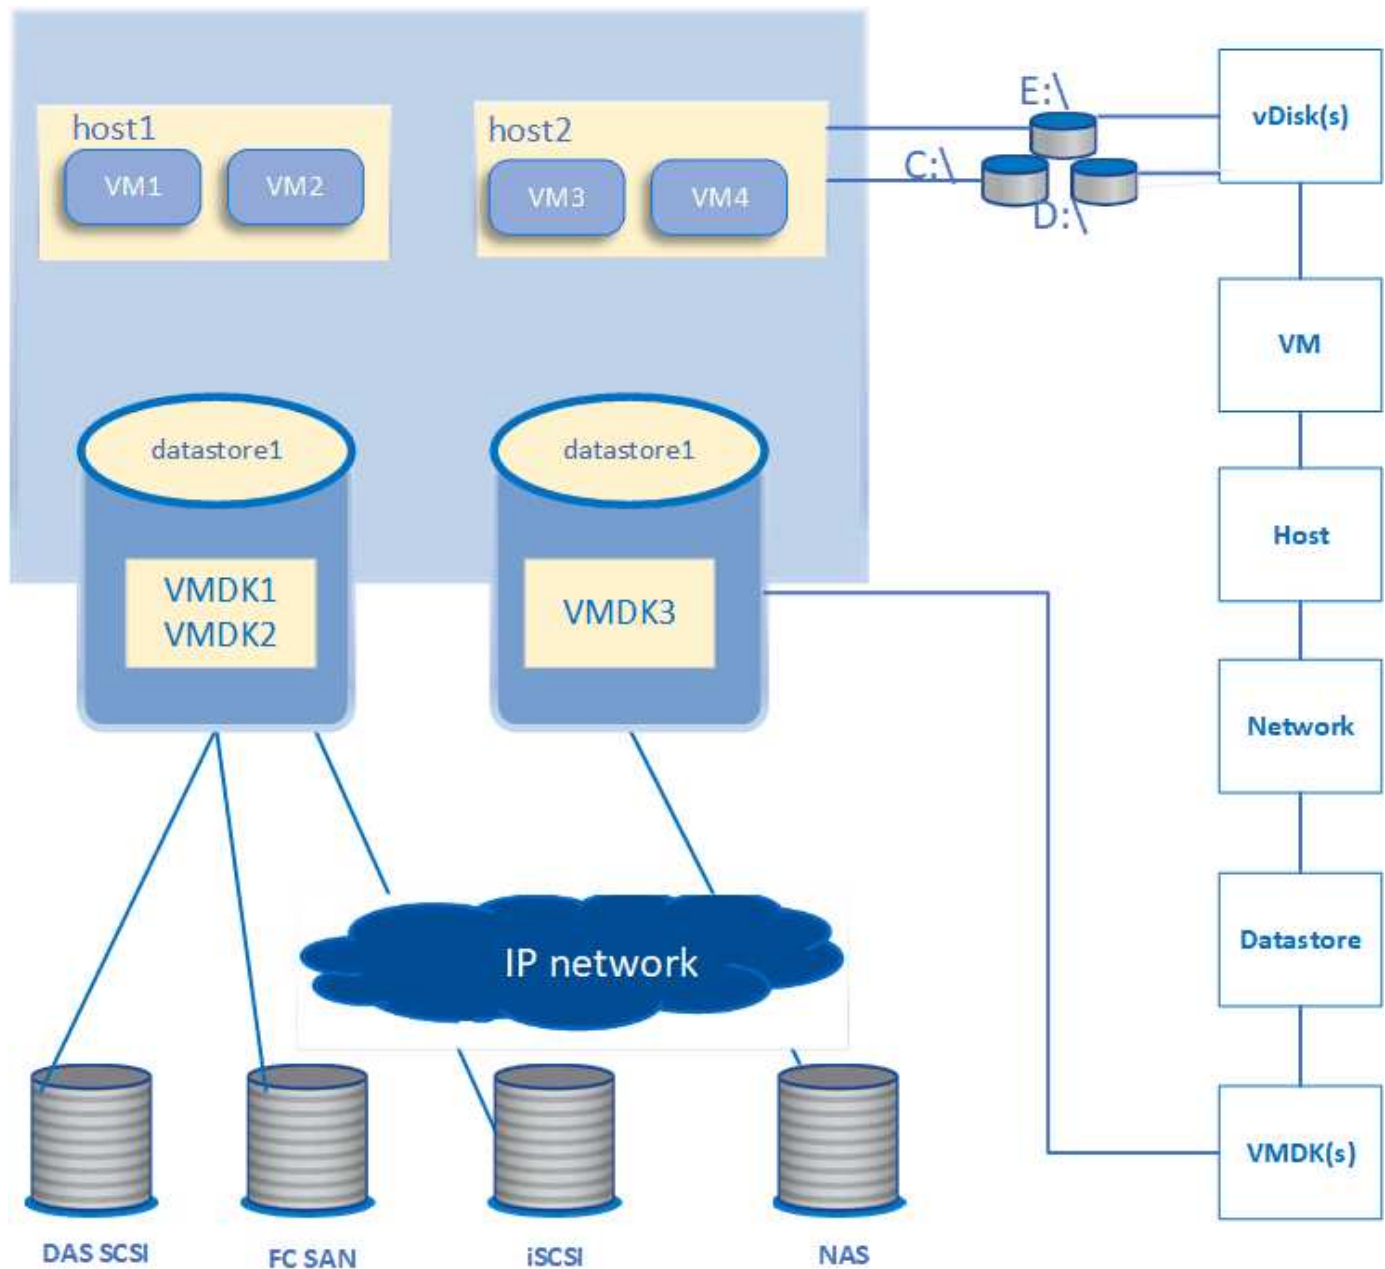 host1
VM1
VM2
host2
VM3
VM4
E:\
C:\
D:\
vDisk(s)
VM
Host
Network
Datastore
VMDK(s)
datastore1
VMDK1
VMDK2
datastore1
VMDK3
IP network
DAS SCSI
FC SAN
iSCSI
NAS